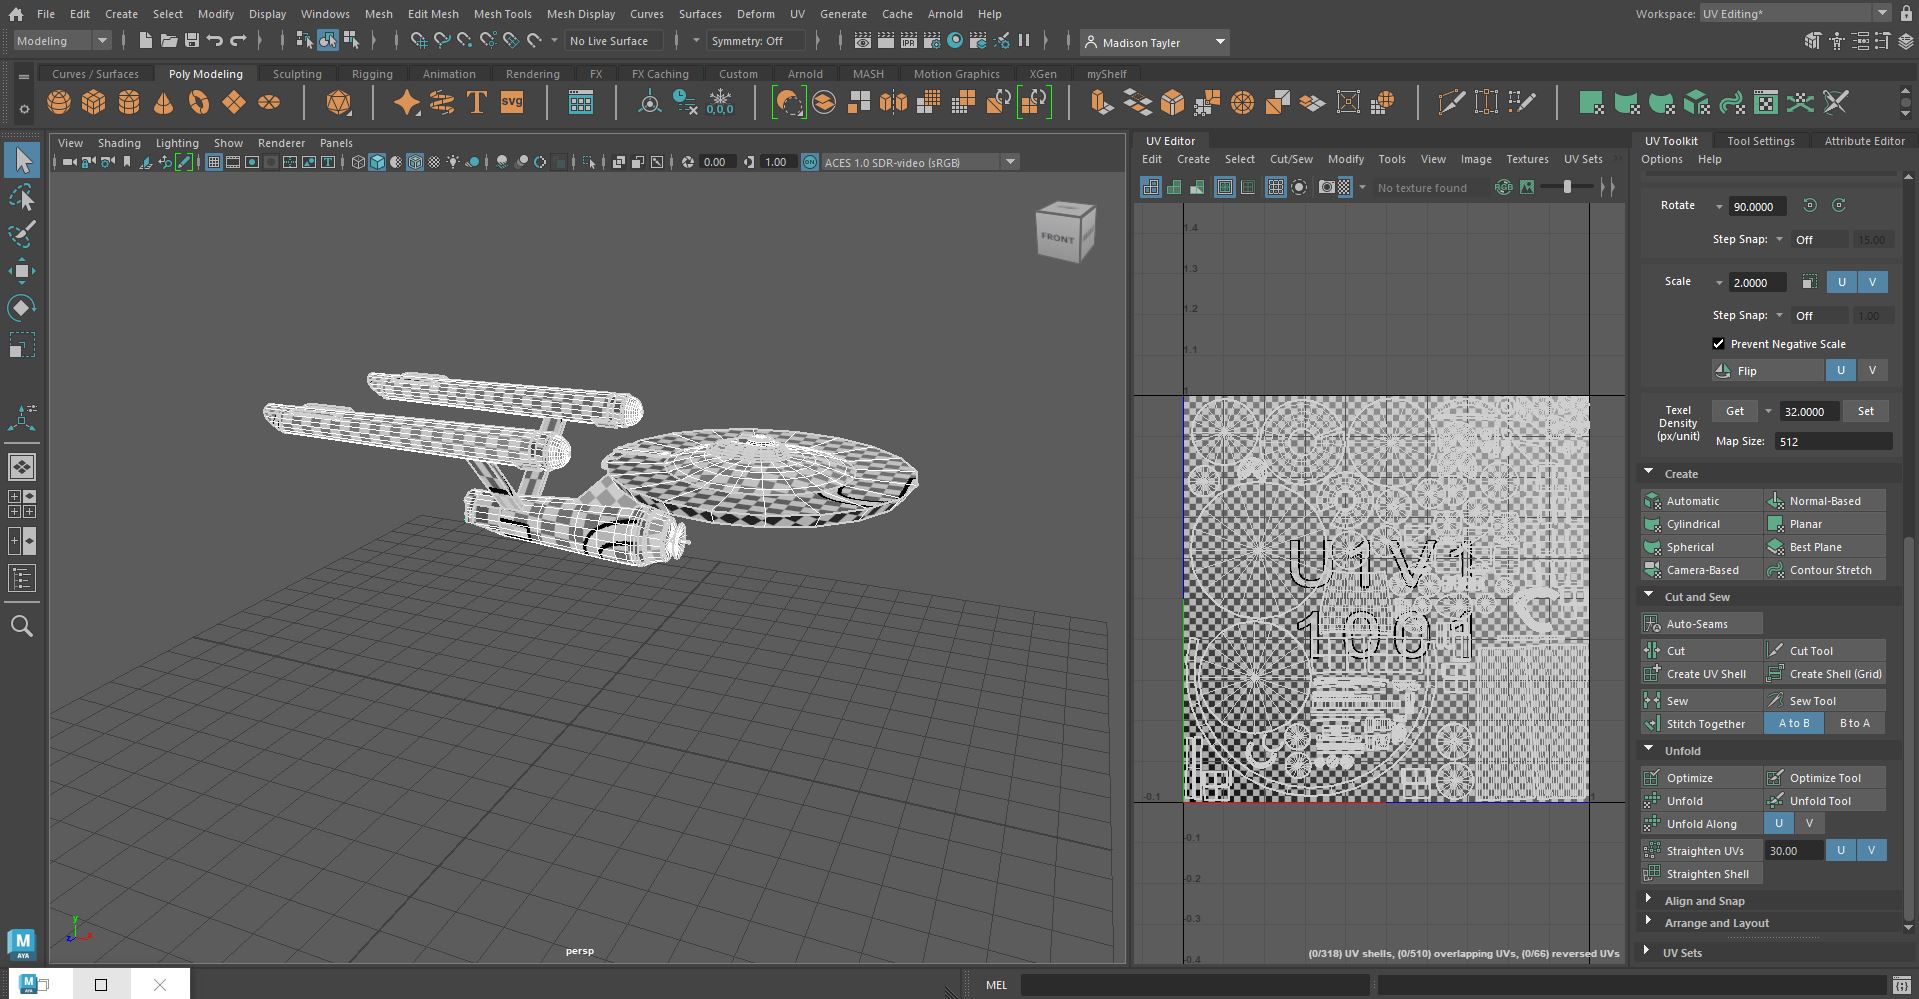 File Edit Create Select Modify Display Windows Mesh Edit Mesh Mesh Tools Mesh Display Curves Surfaces Deform UV Generate Cache Arnold Help
Workspace: UV Editing*
Modeling
No Live Surface
Symmetry: Off
Madison Tayler
Curves / Surfaces Poly Modeling Sculpting Rigging Animation Rendering FX FX Caching Custom Arnold MASH Motion Graphics XGen myShelf
T
svg
0,0,0
IPR
View Shading Lighting Show Renderer Panels
0.00
1.00
ON
ACES 1.0 SDR-video (sRGB)
FRONT
persp
y
x
z
UV Editor
Edit Create Select Cut/Sew Modify Tools View Image Textures UV Sets
No texture found
RGB
1.4
1.3
1.2
1.1
1
U1V1
1001
-0.1
1
-0.1
-0.2
-0.3
-0.4
(0/318) UV shells, (0/510) overlapping UVs, (0/66) reversed UVs
UV Toolkit Tool Settings Attribute Editor
Options Help
Rotate 90.0000
Step Snap: Off 15.00
Scale 2.0000 U V
Step Snap: Off 1.00
Prevent Negative Scale
Flip U V
Texel Density (px/unit) Get 32.0000 Set
Map Size: 512
Create
Automatic Normal-Based
Cylindrical Planar
Spherical Best Plane
Camera-Based Contour Stretch
Cut and Sew
Auto-Seams
Cut Cut Tool
Create UV Shell Create Shell (Grid)
Sew Sew Tool
Stitch Together A to B B to A
Unfold
Optimize Optimize Tool
Unfold Unfold Tool
Unfold Along U V
Straighten UVs 30.00 U V
Straighten Shell
Align and Snap
Arrange and Layout
UV Sets
M
AYA
MEL